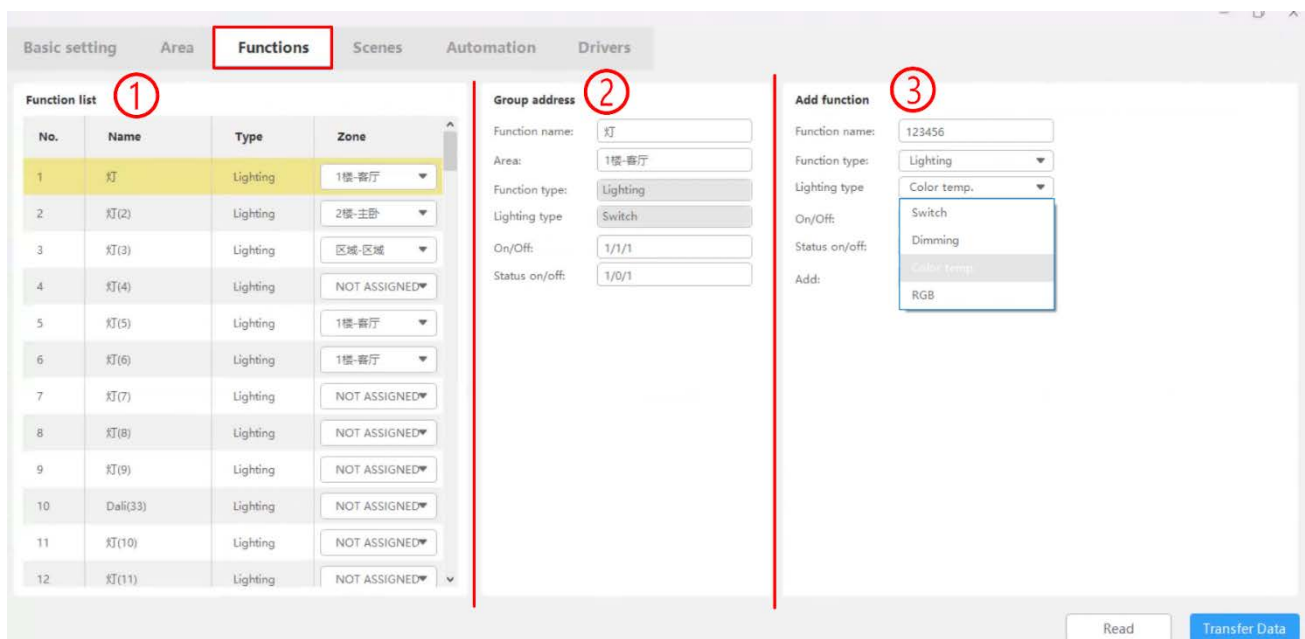 Basic setting Area Functions Scenes Automation Drivers
Function list ① Group address ② Add function ③
No. Name Type Zone
1 灯 Lighting 1楼-客厅
2 灯(2) Lighting 2楼-主卧
3 灯(3) Lighting 区域-区域
4 灯(4) Lighting NOT ASSIGNED
5 灯(5) Lighting 1楼-客厅
6 灯(6) Lighting 1楼-客厅
7 灯(7) Lighting NOT ASSIGNED
8 灯(8) Lighting NOT ASSIGNED
9 灯(9) Lighting NOT ASSIGNED
10 Dali(33) Lighting NOT ASSIGNED
11 灯(10) Lighting NOT ASSIGNED
12 灯(11) Lighting NOT ASSIGNED
Function name: 灯
Area: 1楼-客厅
Function type: Lighting
Lighting type Switch
On/Off: 1/1/1
Status on/off: 1/0/1
Function name: 123456
Function type: Lighting
Lighting type Color temp.
On/Off:
Status on/off:
Add:
Switch
Dimming
Color temp.
RGB
Read Transfer Data